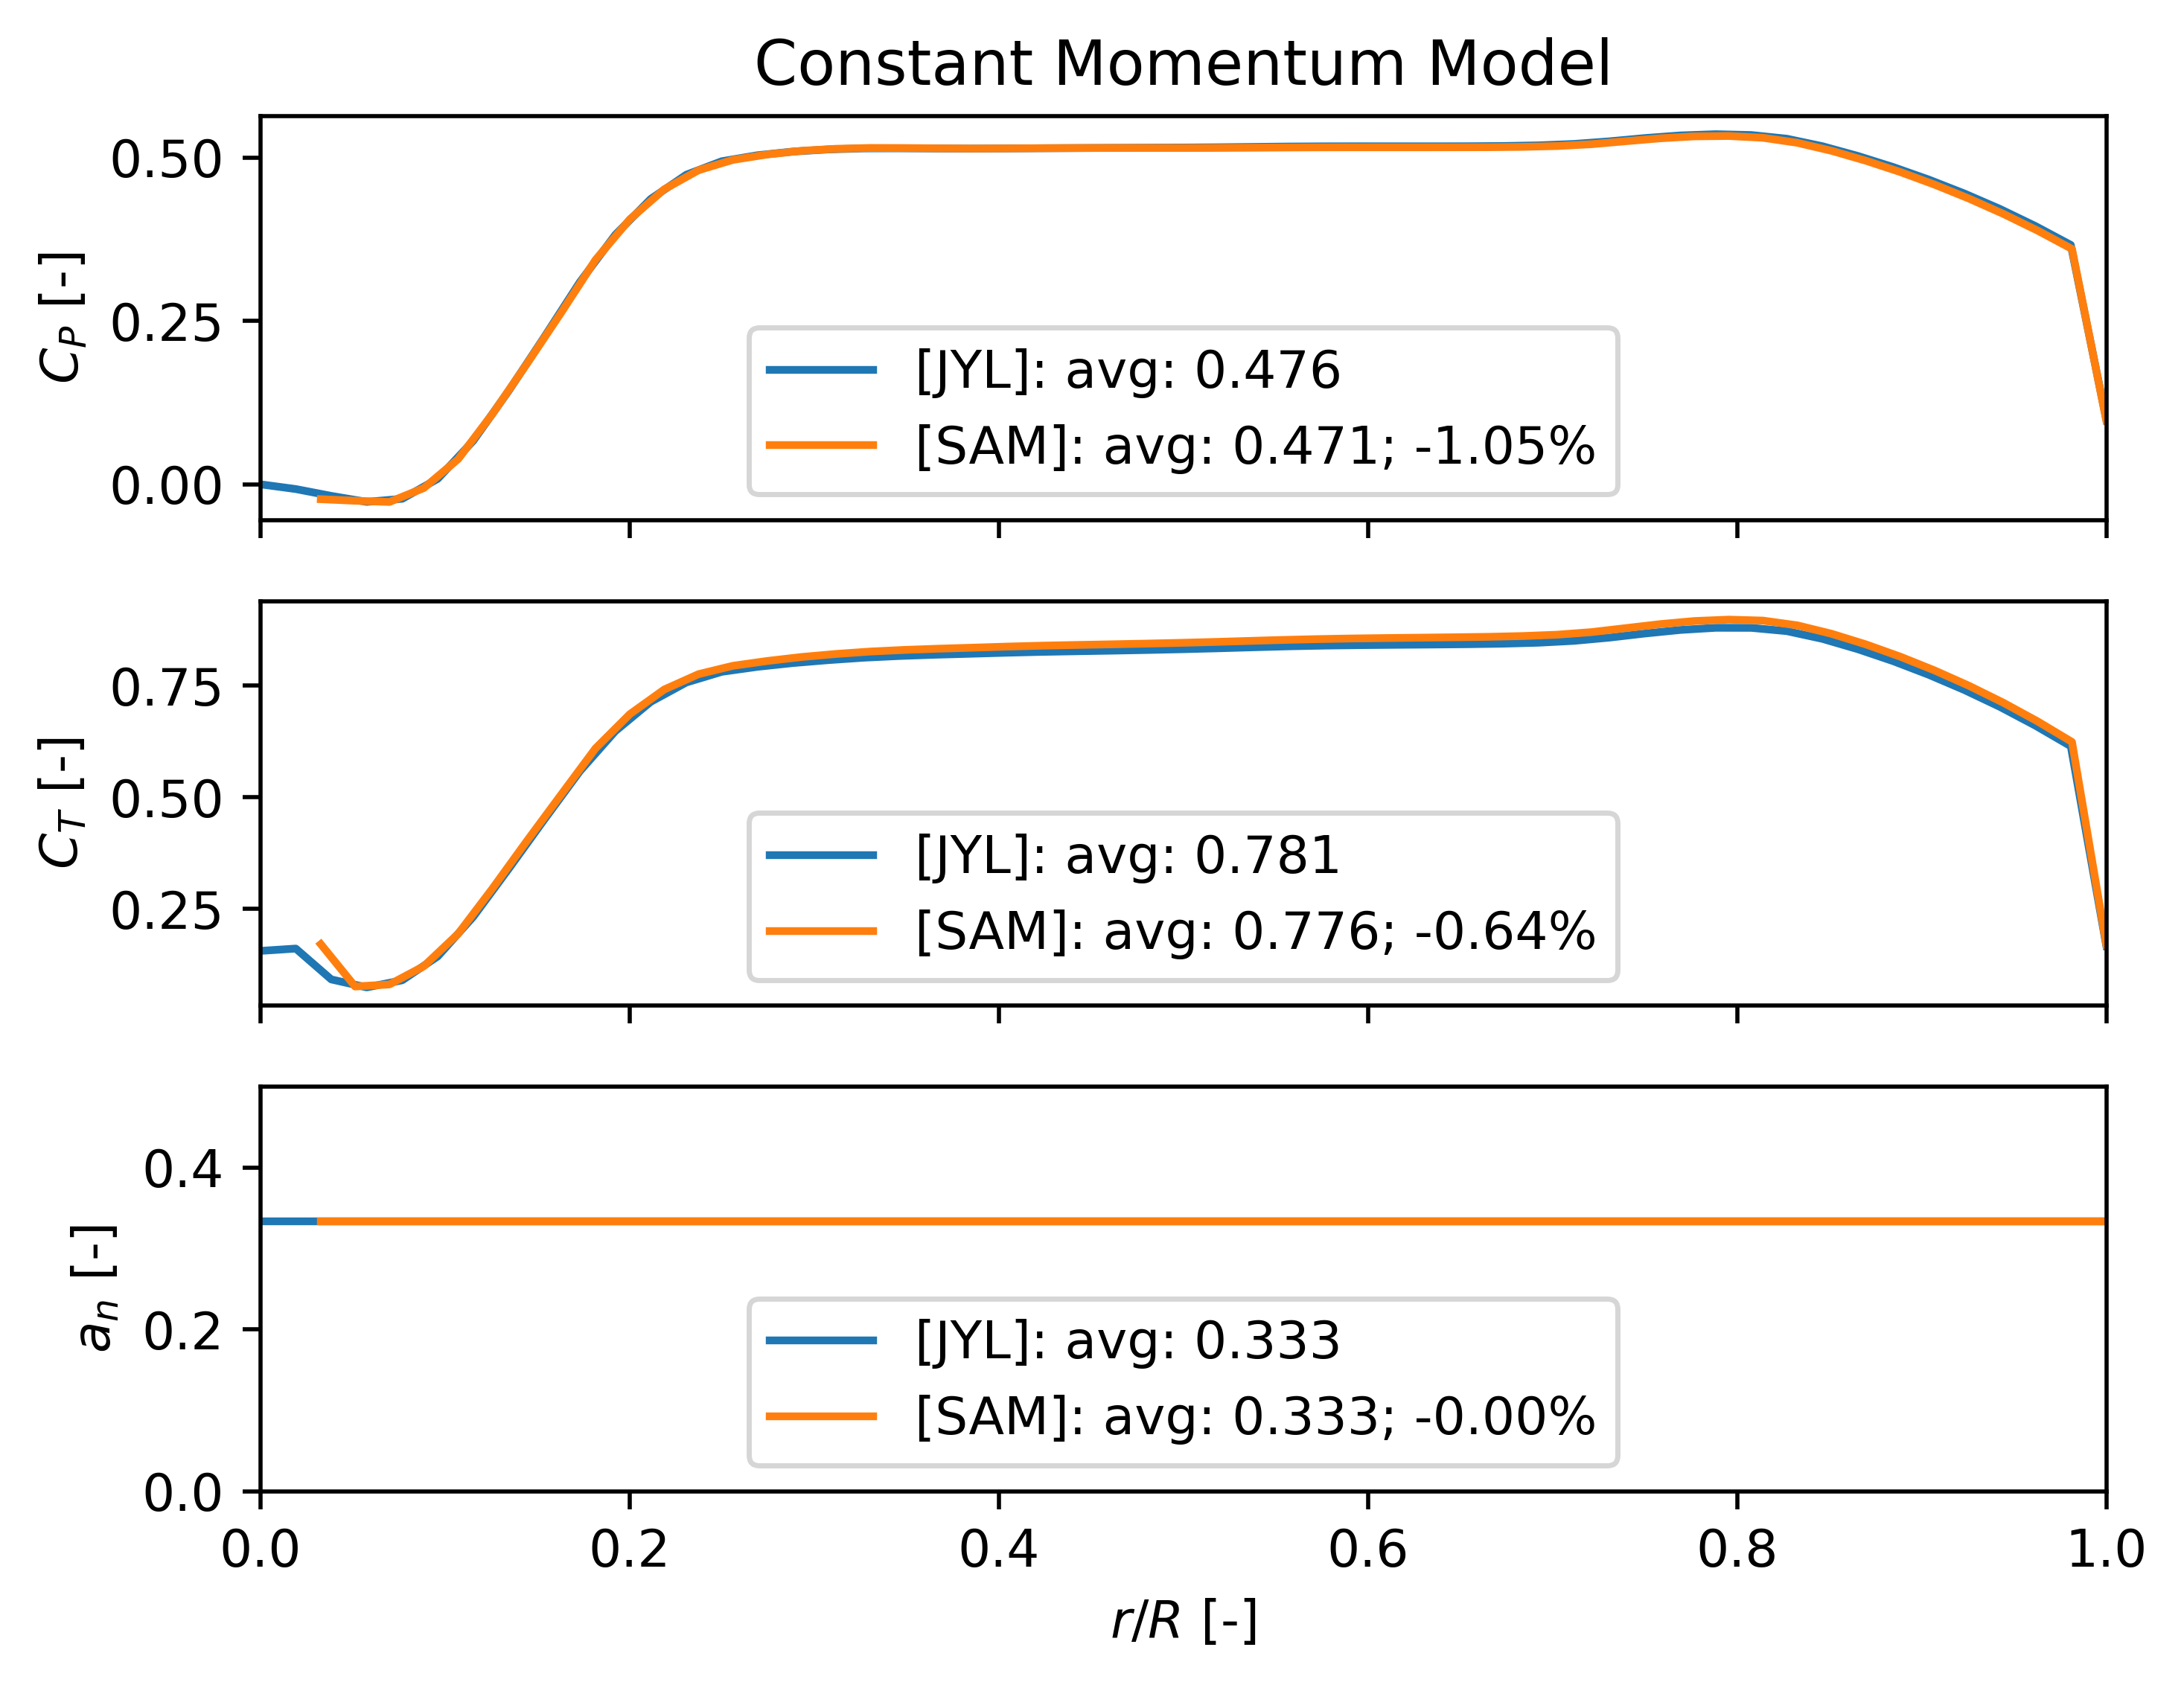 Constant Momentum Model
0.50
0.25
0.00
C_P [-]
[JYL]: avg: 0.476
[SAM]: avg: 0.471; -1.05%
0.75
0.50
0.25
C_T [-]
[JYL]: avg: 0.781
[SAM]: avg: 0.776; -0.64%
0.4
0.2
0.0
a_n [-]
[JYL]: avg: 0.333
[SAM]: avg: 0.333; -0.00%
0.0 0.2 0.4 0.6 0.8 1.0
r/R [-]